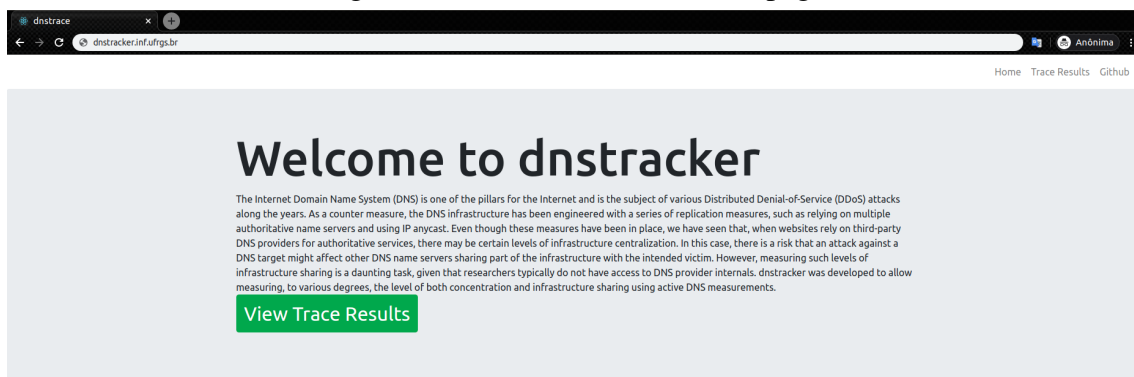 dnstrace
dnstracker.inf.ufrgs.br
Anônima
Home Trace Results Github
Welcome to dnstracker
The Internet Domain Name System (DNS) is one of the pillars for the Internet and is the subject of various Distributed Denial-of-Service (DDoS) attacks
along the years. As a counter measure, the DNS infrastructure has been engineered with a series of replication measures, such as relying on multiple
authoritative name servers and using IP anycast. Even though these measures have been in place, we have seen that, when websites rely on third-party
DNS providers for authoritative services, there may be certain levels of infrastructure centralization. In this case, there is a risk that an attack against a
DNS target might affect other DNS name servers sharing part of the infrastructure with the intended victim. However, measuring such levels of
infrastructure sharing is a daunting task, given that researchers typically do not have access to DNS provider internals. dnstracker was developed to allow
measuring, to various degrees, the level of both concentration and infrastructure sharing using active DNS measurements.
View Trace Results